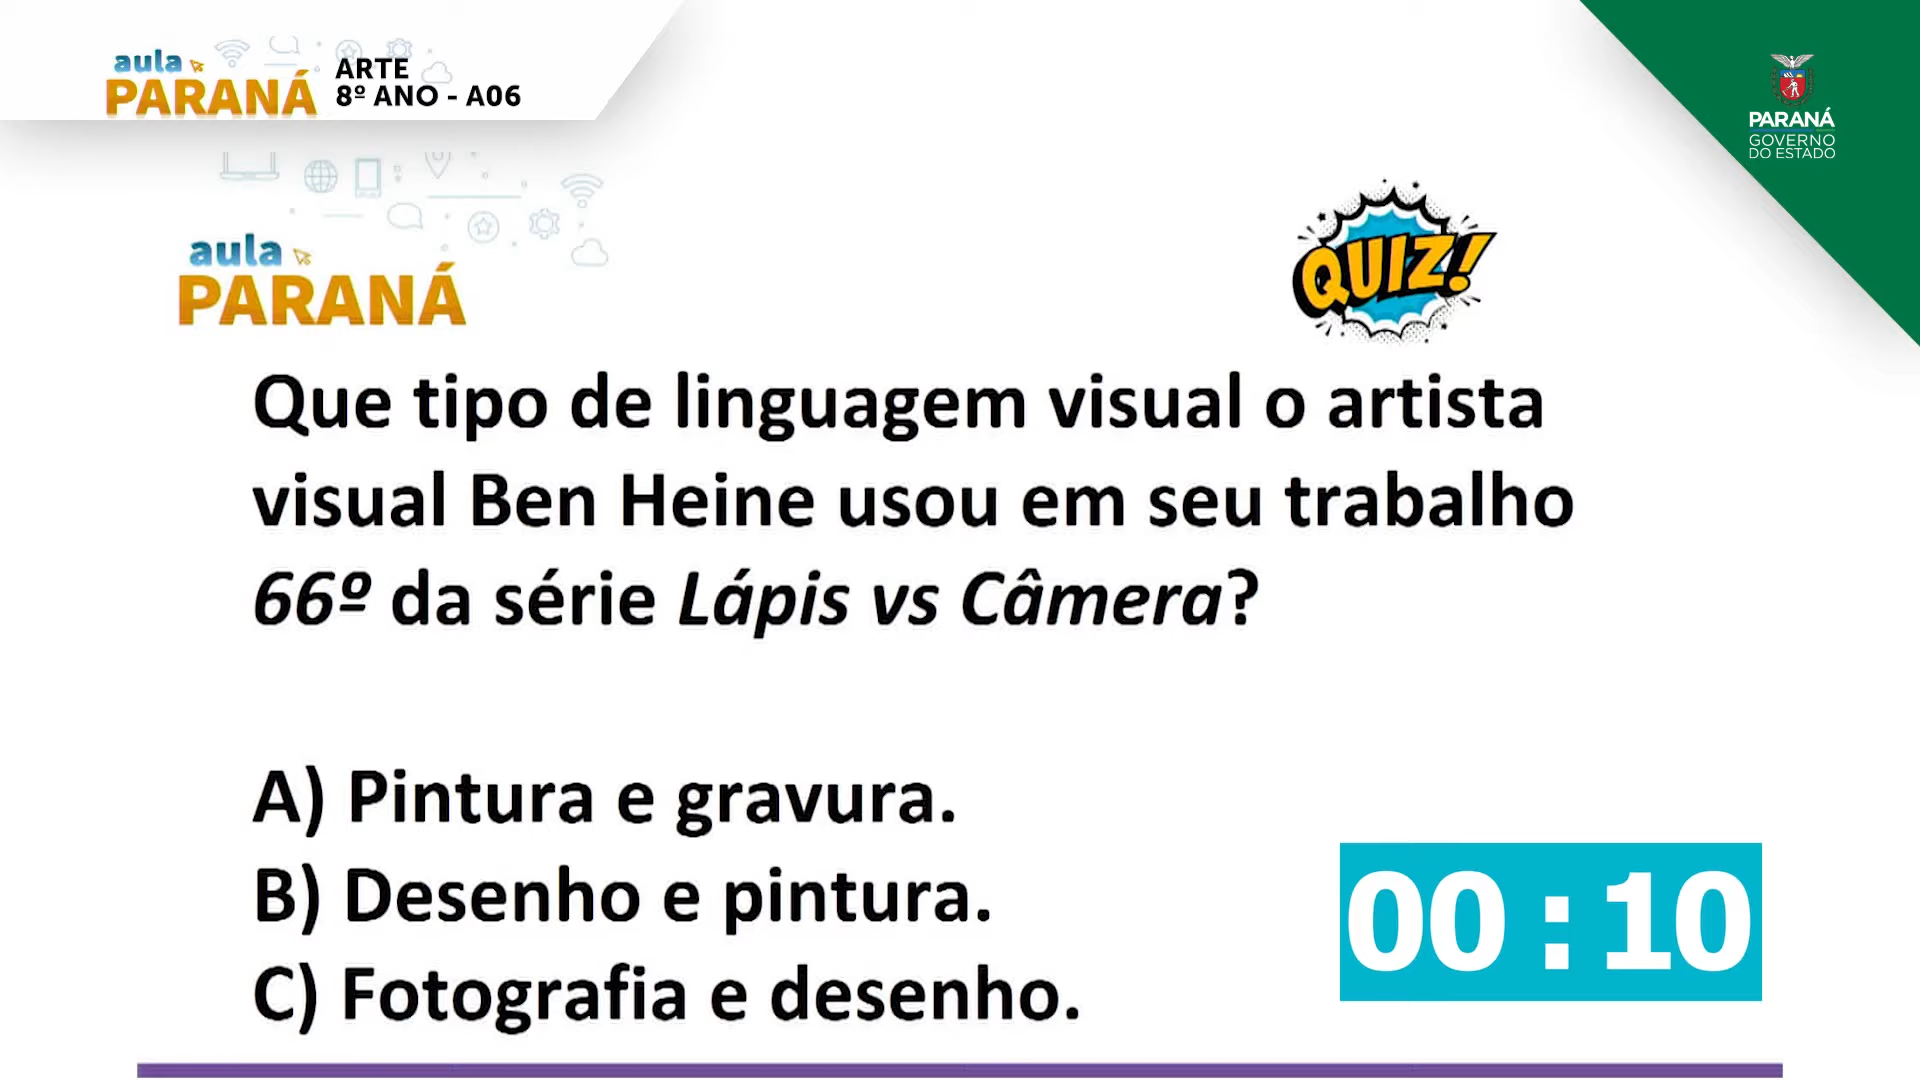 aula
PARANÁ
ARTE
8º ANO - A06
PARANÁ
GOVERNO
DO ESTADO
aula
PARANÁ
QUIZ!
Que tipo de linguagem visual o artista
visual Ben Heine usou em seu trabalho
66º da série Lápis vs Câmera?
A) Pintura e gravura.
B) Desenho e pintura.
C) Fotografia e desenho.
00:10